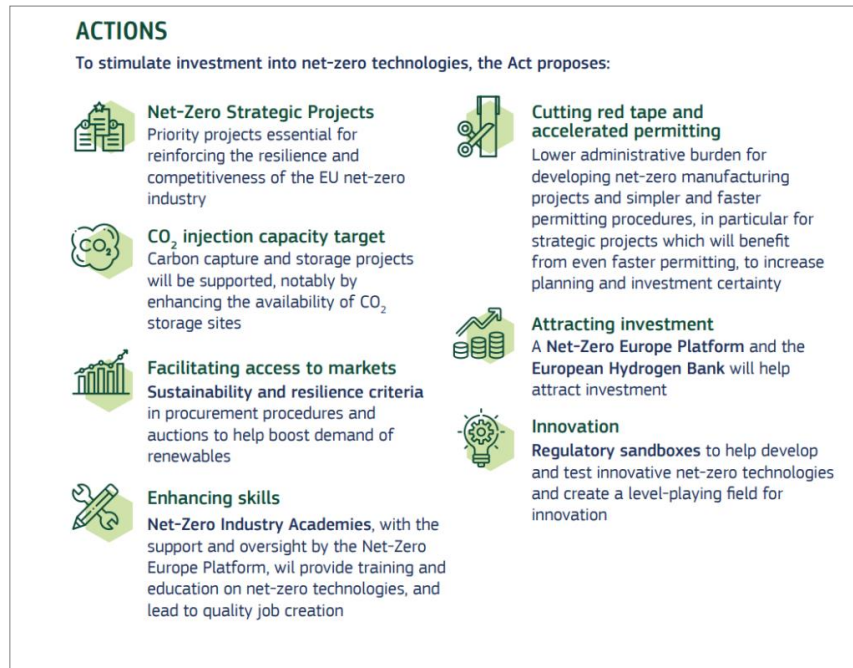 ACTIONS
To stimulate investment into net-zero technologies, the Act proposes:
Net-Zero Strategic Projects
Priority projects essential for
reinforcing the resilience and
competitiveness of the EU net-zero
industry
CO₂ injection capacity target
Carbon capture and storage projects
will be supported, notably by
enhancing the availability of CO₂
storage sites
Facilitating access to markets
Sustainability and resilience criteria
in procurement procedures and
auctions to help boost demand of
renewables
Enhancing skills
Net-Zero Industry Academies, with the
support and oversight by the Net-Zero
Europe Platform, wil provide training and
education on net-zero technologies, and
lead to quality job creation
Cutting red tape and
accelerated permitting
Lower administrative burden for
developing net-zero manufacturing
projects and simpler and faster
permitting procedures, in particular for
strategic projects which will benefit
from even faster permitting, to increase
planning and investment certainty
Attracting investment
A Net-Zero Europe Platform and the
European Hydrogen Bank will help
attract investment
Innovation
Regulatory sandboxes to help develop
and test innovative net-zero technologies
and create a level-playing field for
innovation
CO₂